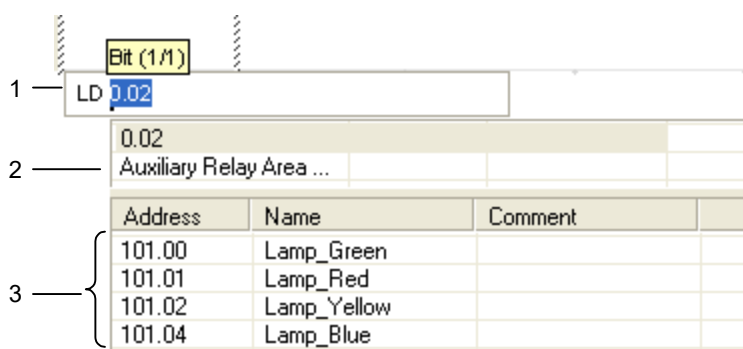 Bit (1/1)
1 LD 0.02
0.02
2 Auxiliary Relay Area ...
Address Name Comment
101.00 Lamp_Green
101.01 Lamp_Red
3
101.02 Lamp_Yellow
101.04 Lamp_Blue